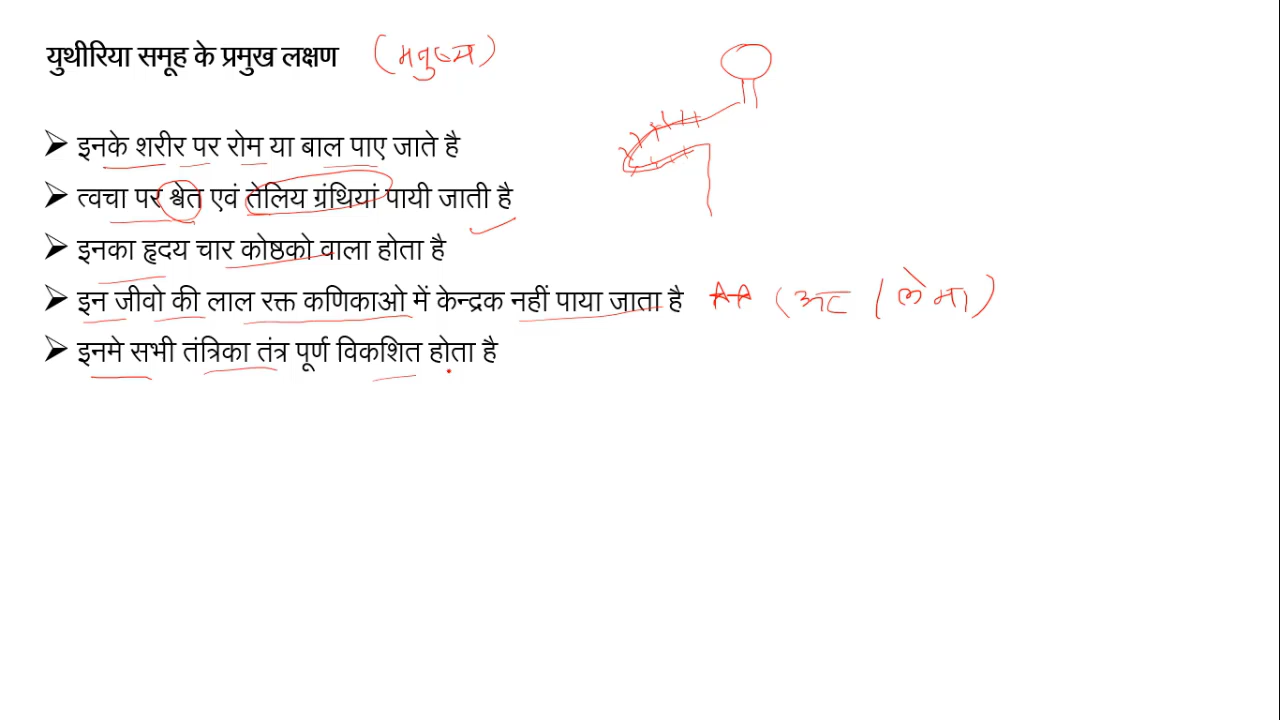 युथीरिया समूह के प्रमुख लक्षण (मनुष्य)
➤ इनके शरीर पर रोम या बाल पाए जाते है
➤ त्वचा पर श्वेत एवं तेलिय ग्रंथियां पायी जाती है
➤ इनका हृदय चार कोष्ठको वाला होता है
➤ इन जीवो की लाल रक्त कणिकाओ में केन्द्रक नहीं पाया जाता है (ऊट / लेमा)
➤ इनमे सभी तंत्रिका तंत्र पूर्ण विकशित होता है